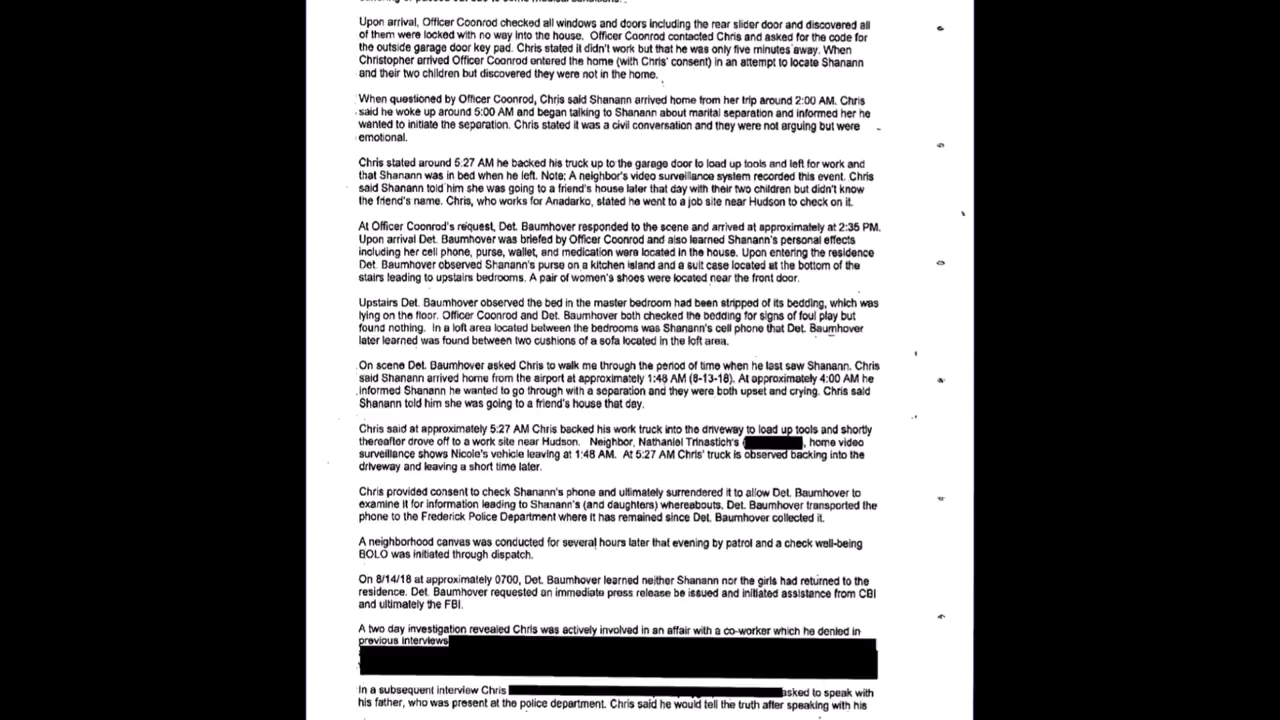 Upon arrival, Officer Coonrod checked all windows and doors including the rear slider door and discovered all
of them were locked with no way into the house. Officer Coonrod contacted Chris and asked for the code for
the outside garage door key pad. Chris stated it didn't work but that he was only five minutes away. When
Christopher arrived Officer Coonrod entered the home (with Chris' consent) in an attempt to locate Shanann
and their two children but discovered they were not in the home.
When questioned by Officer Coonrod, Chris said Shanann arrived home from her trip around 2:00 AM. Chris
said he woke up around 5:00 AM and began talking to Shanann about marital separation and informed her he
wanted to initiate the separation. Chris stated it was a civil conversation and they were not arguing but were
emotional.
Chris stated around 5:27 AM he backed his truck up to the garage door to load up tools and left for work and
that Shanann was in bed when he left. Note: A neighbor's video surveillance system recorded this event. Chris
said Shanann told him she was going to a friend's house later that day with their two children but didn't know
the friend's name. Chris, who works for Anadarko, stated he went to a job site near Hudson to check on it.
At Officer Coonrod's request, Det. Baumhover responded to the scene and arrived at approximately at 2:35 PM.
Upon arrival Det. Baumhover was briefed by Officer Coonrod and also learned Shanann's personal effects
including her cell phone, purse, wallet, and medication were located in the house. Upon entering the residence
Det. Baumhover observed Shanann's purse on a kitchen island and a suit case located at the bottom of the
stairs leading to upstairs bedrooms. A pair of women's shoes were located near the front door.
Upstairs Det. Baumhover observed the bed in the master bedroom had been stripped of its bedding, which was
lying on the floor. Officer Coonrod and Det. Baumhover both checked the bedding for signs of foul play but
found nothing. In a loft area located between the bedrooms was Shanann's cell phone that Det. Baumhover
later learned was found between two cushions of a sofa located in the loft area.
On scene Det. Baumhover asked Chris to walk me through the period of time when he last saw Shanann. Chris
said Shanann arrived home from the airport at approximately 1:48 AM (8-13-18). At approximately 4:00 AM he
informed Shanann he wanted to go through with a separation and they were both upset and crying. Chris said
Shanann told him she was going to a friend's house that day.
Chris said at approximately 5:27 AM Chris backed his work truck into the driveway to load up tools and shortly
thereafter drove off to a work site near Hudson. Neighbor, Nathaniel Trinastich's ( , home video
surveillance shows Nicole's vehicle leaving at 1:48 AM. At 5:27 AM Chris' truck is observed backing into the
driveway and leaving a short time later.
Chris provided consent to check Shanann's phone and ultimately surrendered it to allow Det. Baumhover to
examine it for information leading to Shanann's (and daughters) whereabouts. Det. Baumhover transported the
phone to the Frederick Police Department where it has remained since Det. Baumhover collected it.
A neighborhood canvas was conducted for several hours later that evening by patrol and a check well-being
BOLO was initiated through dispatch.
On 8/14/18 at approximately 0700, Det. Baumhover learned neither Shanann nor the girls had returned to the
residence. Det. Baumhover requested an immediate press release be issued and initiated assistance from CBI
and ultimately the FBI.
A two day investigation revealed Chris was actively involved in an affair with a co-worker which he denied in
previous interviews
In a subsequent interview Chris asked to speak with
his father, who was present at the police department. Chris said he would tell the truth after speaking with his